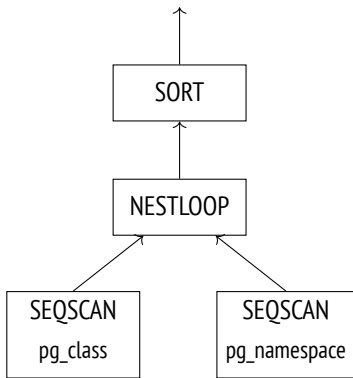 SORT
NESTLOOP
SEQSCAN
pg_class
SEQSCAN
pg_namespace